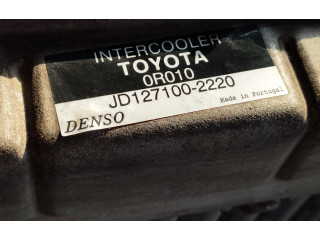 INTERCOOLER
TOYOTA
0R010
JD127100-2220
DENSO
Made in Portugal